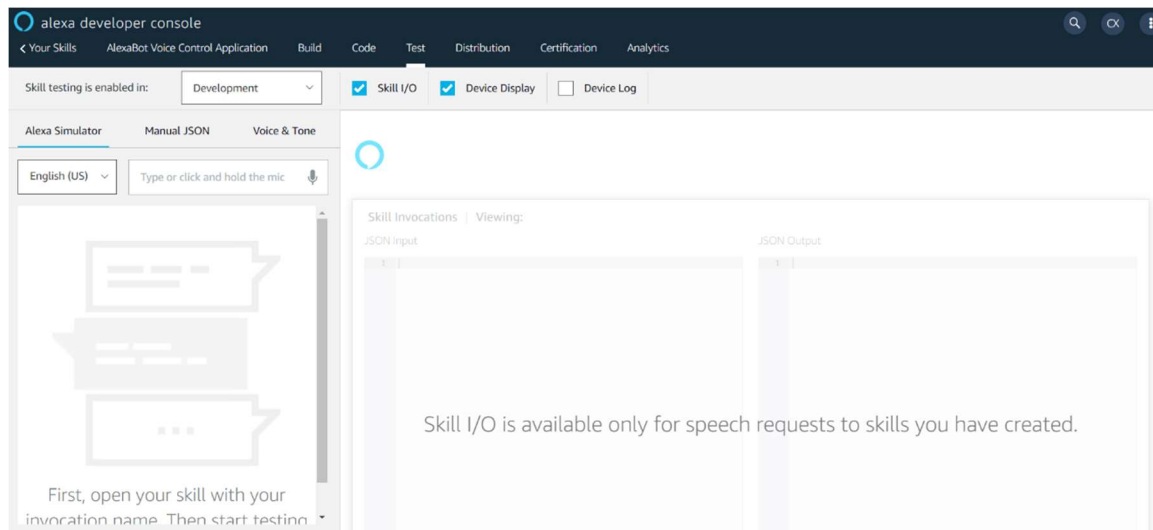 alexa developer console
CX
< Your Skills AlexaBot Voice Control Application Build Code Test Distribution Certification Analytics
Skill testing is enabled in: Development Skill I/O Device Display Device Log
Alexa Simulator Manual JSON Voice & Tone
English (US) Type or click and hold the mic
Skill Invocations | Viewing:
JSON Input JSON Output
1 1
Skill I/O is available only for speech requests to skills you have created.
First, open your skill with your
invocation name. Then start testing